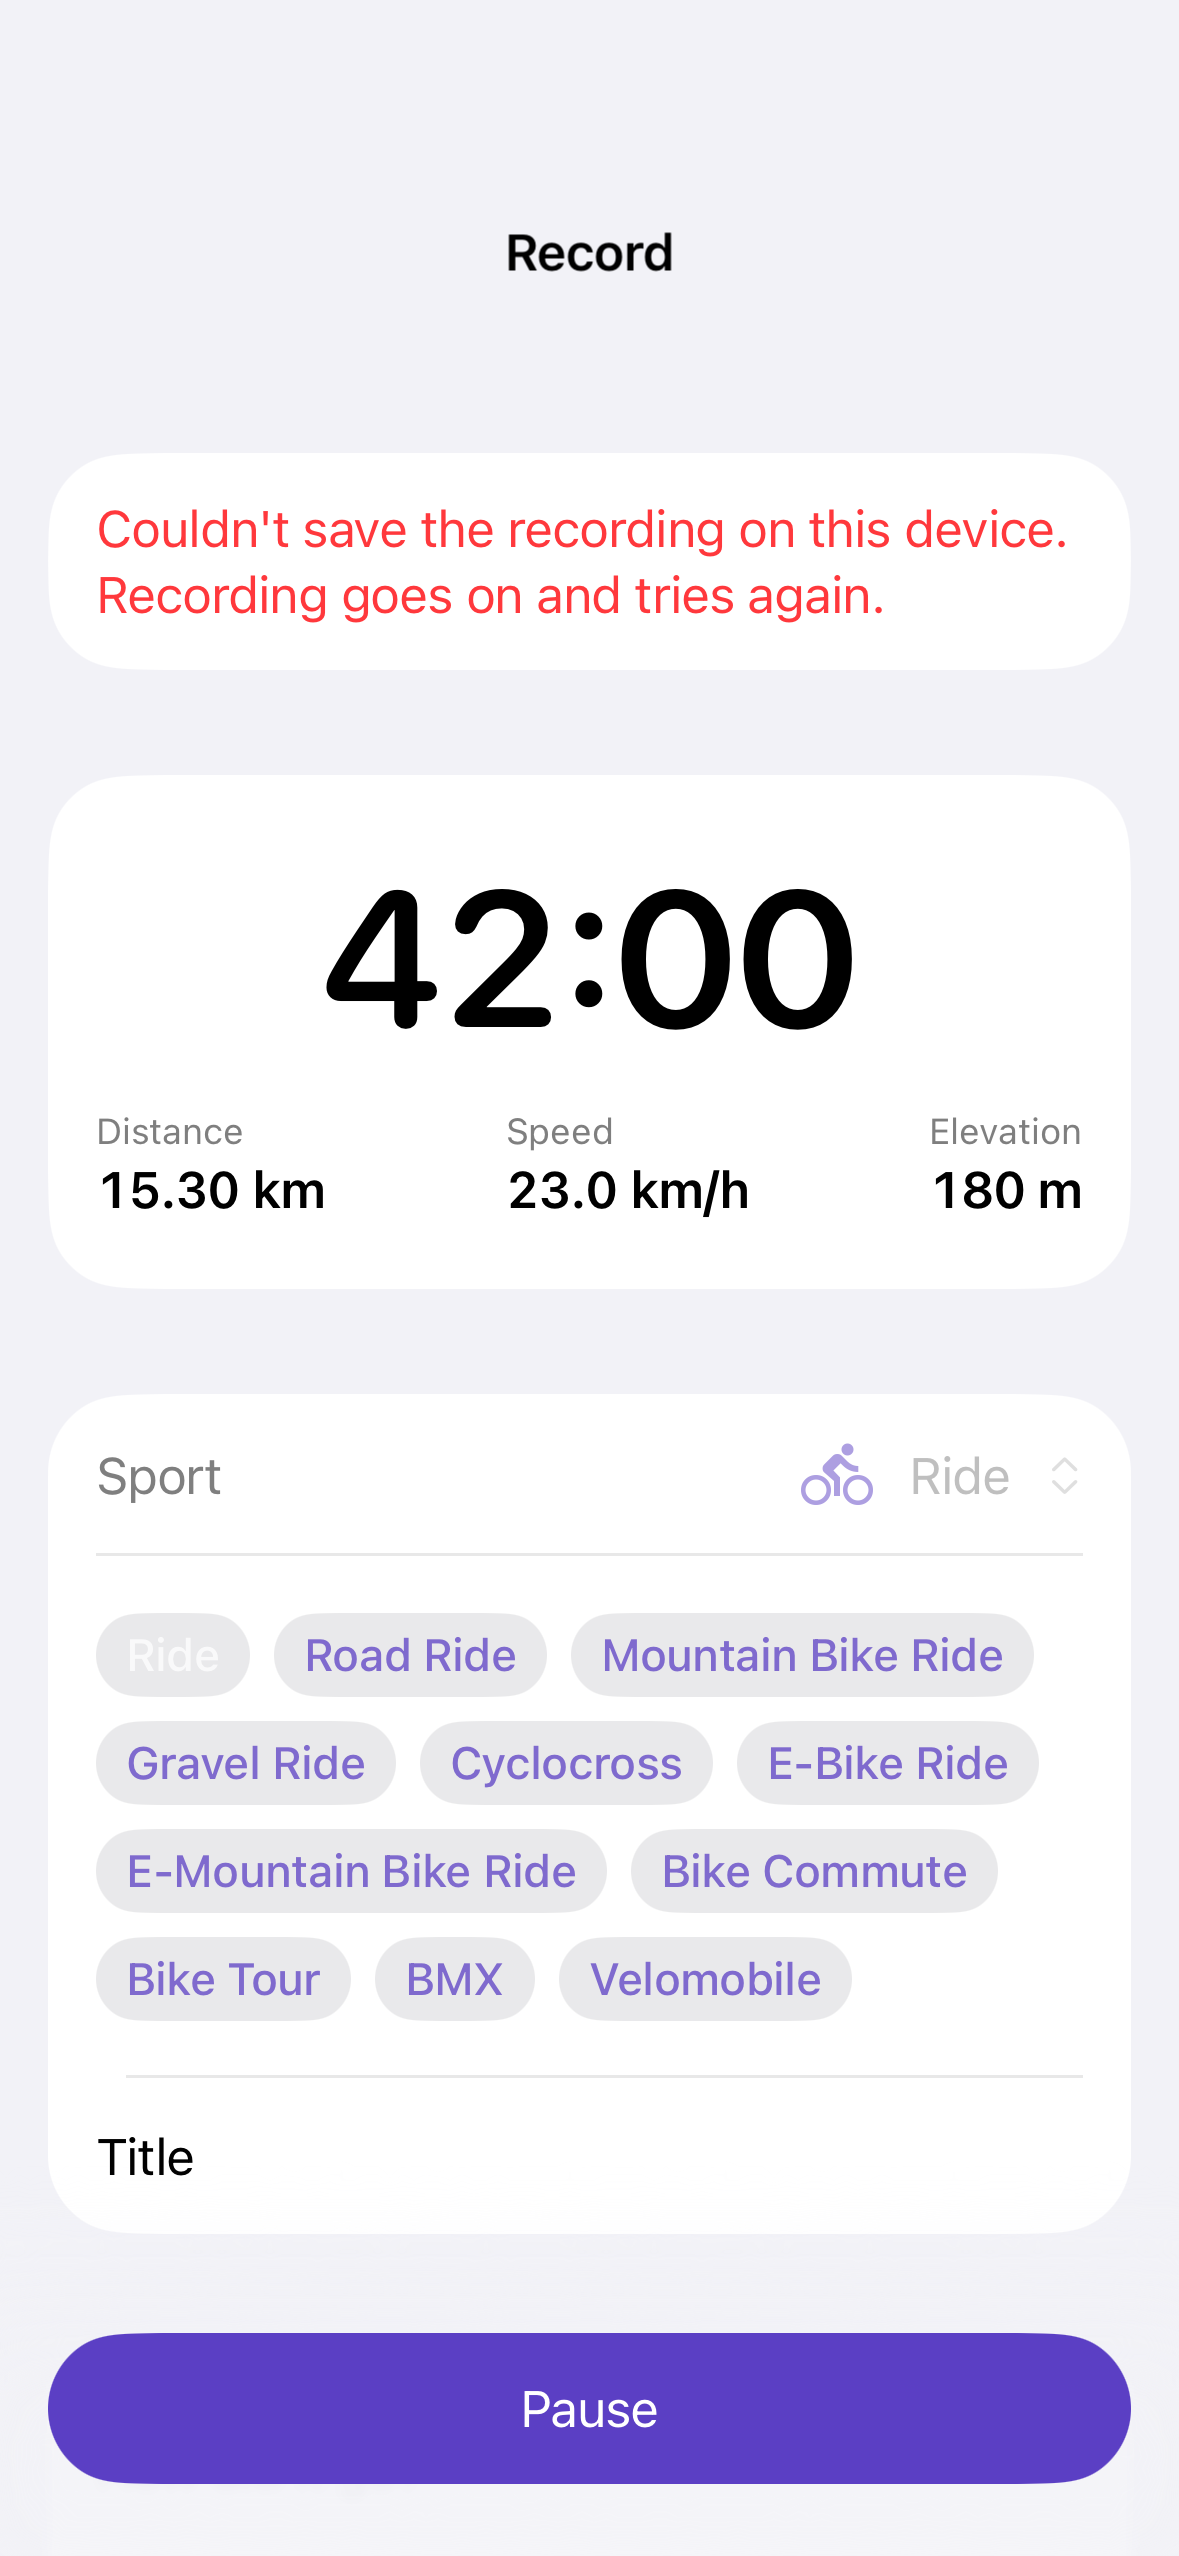 Record
Couldn't save the recording on this device.
Recording goes on and tries again.
42:00
Distance Speed Elevation
15.30 km 23.0 km/h 180 m
Sport Ride
Ride Road Ride Mountain Bike Ride
Gravel Ride Cyclocross E-Bike Ride
E-Mountain Bike Ride Bike Commute
Bike Tour BMX Velomobile
Title
Pause